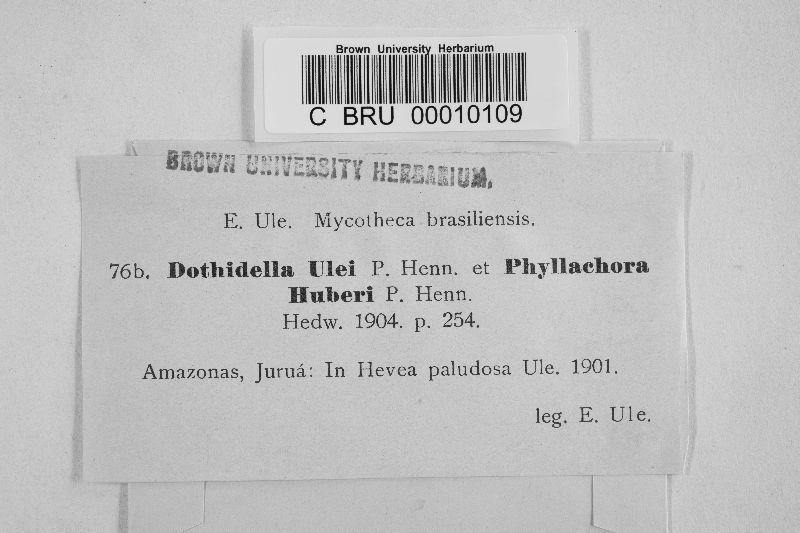 Brown University Herbarium
C BRU 00010109
BROWN UNIVERSITY HERBARIUM.
E. Ule. Mycotheca brasiliensis.
76b. Dothidella Ulei P. Henn. et Phyllachora
Huberi P. Henn.
Hedw. 1904. p. 254.
Amazonas, Juruá: In Hevea paludosa Ule. 1901.
leg. E. Ule.